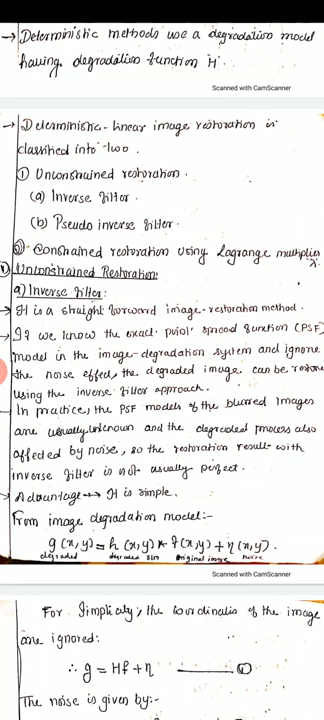 → Deterministic methods use a degradation model
having degradation function H.
Scanned with CamScanner
→ Deterministic-linear image restoration is
classified into two.
① Unconstrained restoration.
(a) Inverse filter.
(b) Pseudo inverse filter.
② Constrained restoration using Lagrange multiplier
λ.
① Unconstrained Restoration:
a) Inverse filter:
→ It is a straight forward image-restoration method.
→ If we know the exact point spread function (PSF)
model in the image-degradation system and ignore
the noise effect, the degraded image can be restore
using the inverse filter approach.
- In practice, the PSF models of the blurred images
are usually unknown and the degraded process also
affected by noise, so the restoration result with
inverse filter is not usually perfect.
→ Advantage → It is simple.
From image degradation model:-
g(x,y) = h(x,y) * f(x,y) + η(x,y).
degraded degraded sim original image noise
Scanned with CamScanner
For simplicity, the coordinates of the image
are ignored:
∴ g = Hf + η ———— ①
The noise is given by:-